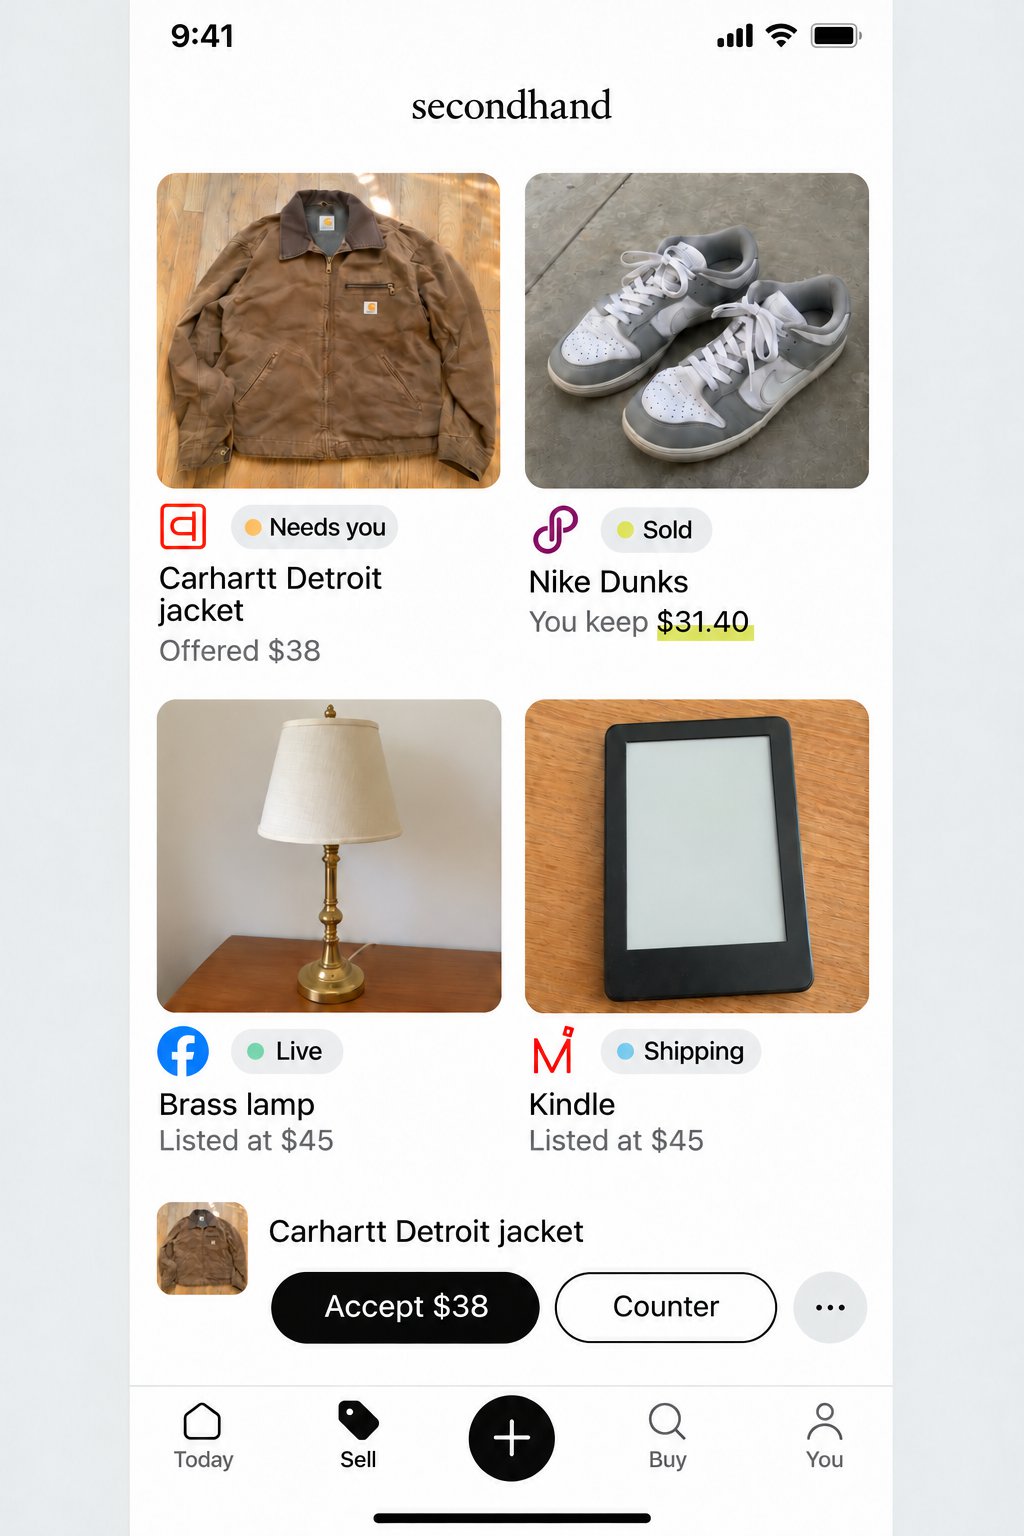 9:41
secondhand
Needs you
Carhartt Detroit
jacket
Offered $38
Sold
Nike Dunks
You keep $31.40
Live
Brass lamp
Listed at $45
Shipping
Kindle
Listed at $45
Carhartt Detroit jacket
Accept $38
Counter
Today
Sell
Buy
You